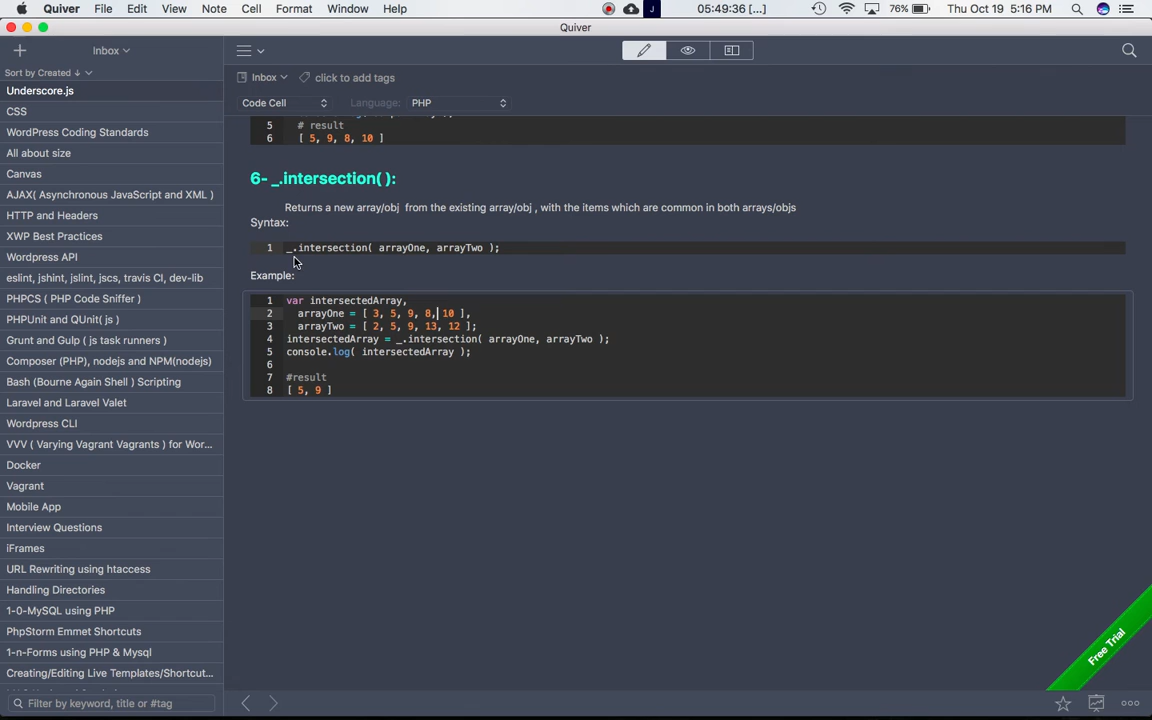 Quiver File Edit View Note Cell Format Window Help 05:49:36 [...] 76% Thu Oct 19 5:16 PM
Quiver
Inbox
Sort by Created ↓
Underscore.js
CSS
WordPress Coding Standards
All about size
Canvas
AJAX( Asynchronous JavaScript and XML )
HTTP and Headers
XWP Best Practices
Wordpress API
eslint, jshint, jslint, jscs, travis CI, dev-lib
PHPCS ( PHP Code Sniffer )
PHPUnit and QUnit( js )
Grunt and Gulp ( js task runners )
Composer (PHP), nodejs and NPM(nodejs)
Bash (Bourne Again Shell ) Scripting
Laravel and Laravel Valet
Wordpress CLI
VVV ( Varying Vagrant Vagrants ) for Wor...
Docker
Vagrant
Mobile App
Interview Questions
iFrames
URL Rewriting using htaccess
Handling Directories
1-0-MySQL using PHP
PhpStorm Emmet Shortcuts
1-n-Forms using PHP & Mysql
Creating/Editing Live Templates/Shortcut...
Filter by keyword, title or #tag
Inbox click to add tags
Code Cell Language: PHP
5 # result
6 [ 5, 9, 8, 10 ]
6- _.intersection( ):
Returns a new array/obj from the existing array/obj , with the items which are common in both arrays/objs
Syntax:
1 _.intersection( arrayOne, arrayTwo );
Example:
1 var intersectedArray,
2 arrayOne = [ 3, 5, 9, 8, 10 ],
3 arrayTwo = [ 2, 5, 9, 13, 12 ];
4 intersectedArray = _.intersection( arrayOne, arrayTwo );
5 console.log( intersectedArray );
6
7 #result
8 [ 5, 9 ]
Free Trial